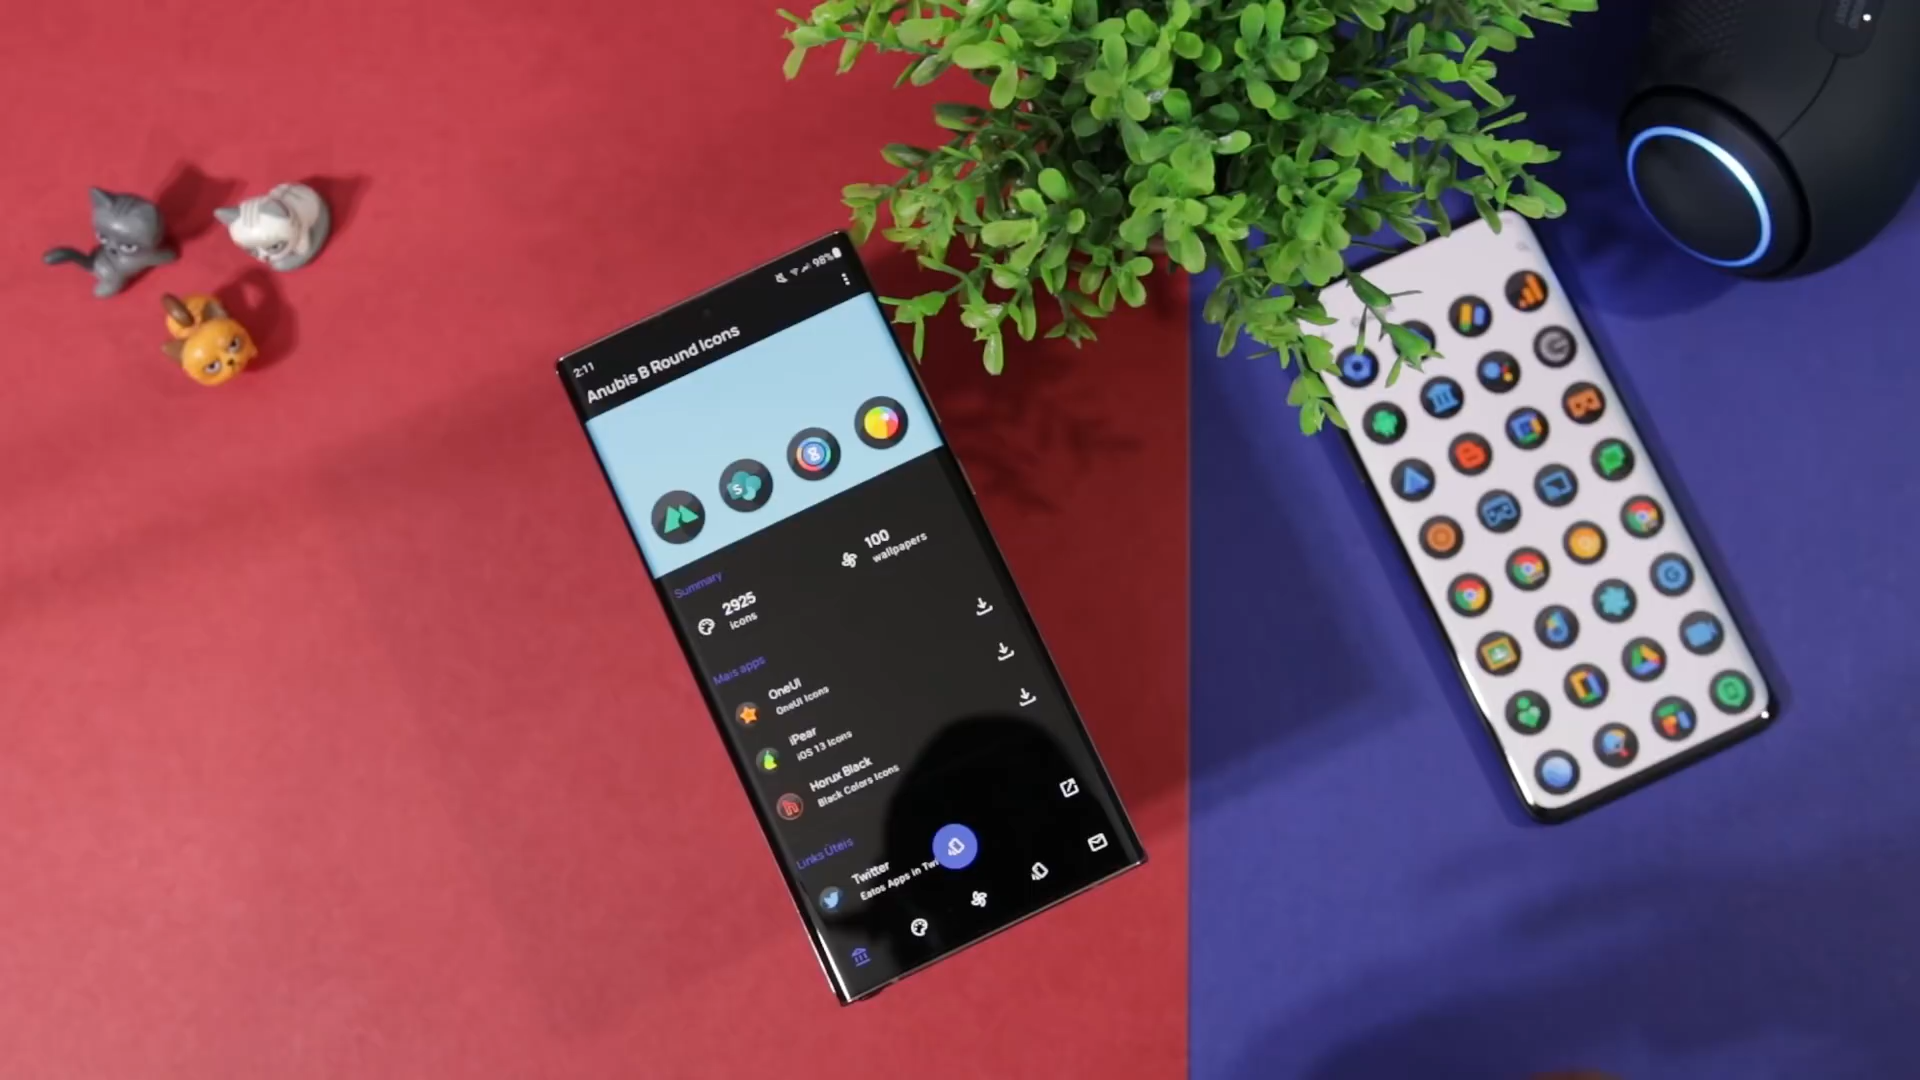 2:11
98%
Anubis B Round Icons
S
8
Summary
2925
icons
100
wallpapers
Mais apps
OneUI
OneUI Icons
iPear
iOS 13 Icons
Horux Black
Black Colors Icons
Links Úteis
Twitter
Eatos Apps in Twi